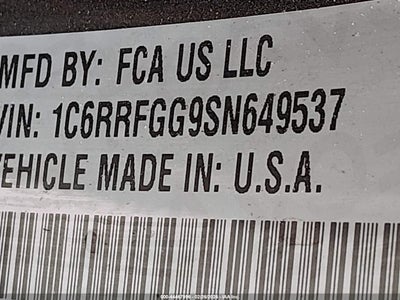 MFD BY: FCA US LLC
VIN: 1C6RRFGG9SN649537
VEHICLE MADE IN: U.S.A.